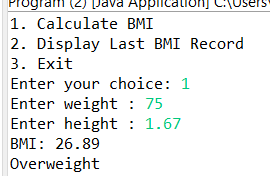 Program (2) [Java Application] C:\Users\
1. Calculate BMI
2. Display Last BMI Record
3. Exit
Enter your choice: 1
Enter weight : 75
Enter height : 1.67
BMI: 26.89
Overweight